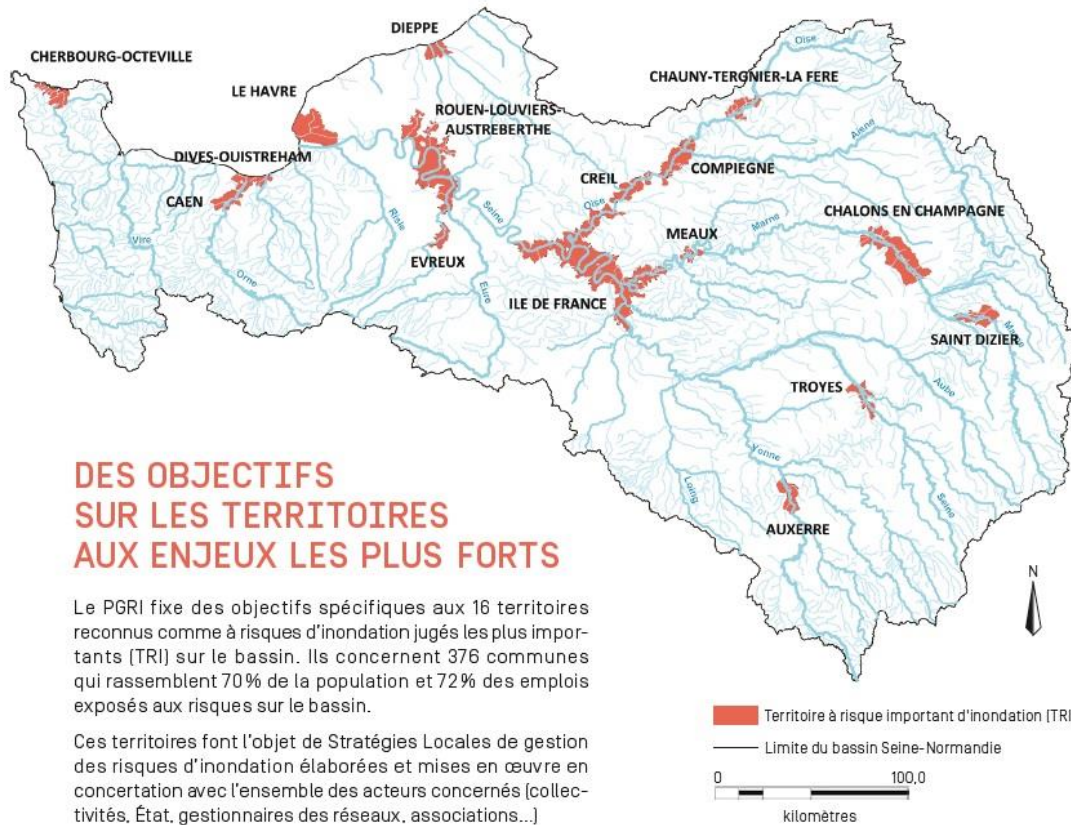 DIEPPE
CHERBOURG-OCTEVILLE
Oise
CHAUNY-TERGNIER-LA FERE
LE HAVRE
ROUEN-LOUVIERS-
AUSTREBERTHE
Aisne
DIVES-OUISTREHAM
COMPIEGNE
CREIL
CAEN
Oise
Seine
Risle
MEAUX
Marne
CHALONS EN CHAMPAGNE
Vire
EVREUX
Orne
Eure
ILE DE FRANCE
Marne
SAINT DIZIER
TROYES
Aube
Yonne
Loing
Seine
AUXERRE
DES OBJECTIFS
SUR LES TERRITOIRES
AUX ENJEUX LES PLUS FORTS
Le PGRI fixe des objectifs spécifiques aux 16 territoires
reconnus comme à risques d'inondation jugés les plus impor-
tants (TRI) sur le bassin. Ils concernent 376 communes
qui rassemblent 70 % de la population et 72 % des emplois
exposés aux risques sur le bassin.
Ces territoires font l'objet de Stratégies Locales de gestion
des risques d'inondation élaborées et mises en œuvre en
concertation avec l'ensemble des acteurs concernés (collec-
tivités, État, gestionnaires des réseaux, associations...)
N
Territoire à risque important d'inondation (TRI
Limite du bassin Seine-Normandie
0 100,0
kilomètres